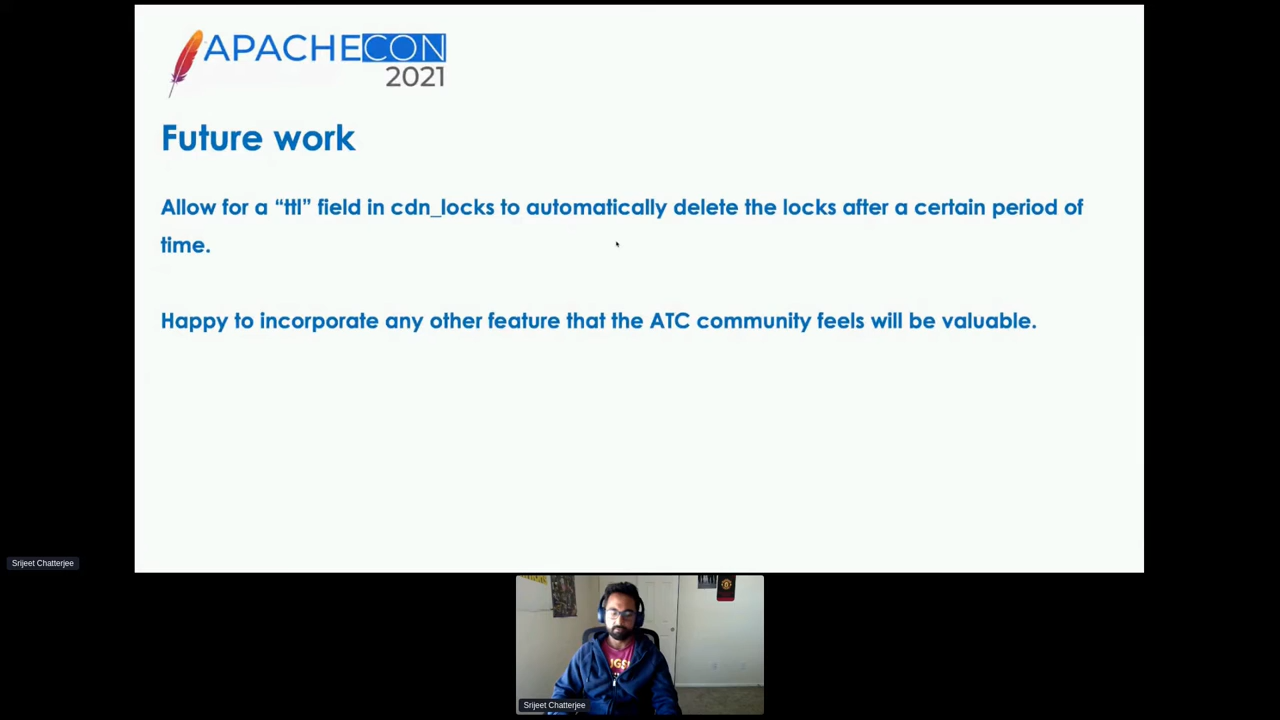 APACHECON
2021
Future work
Allow for a “ttl” field in cdn_locks to automatically delete the locks after a certain period of
time.
Happy to incorporate any other feature that the ATC community feels will be valuable.
Srijeet Chatterjee
Srijeet Chatterjee